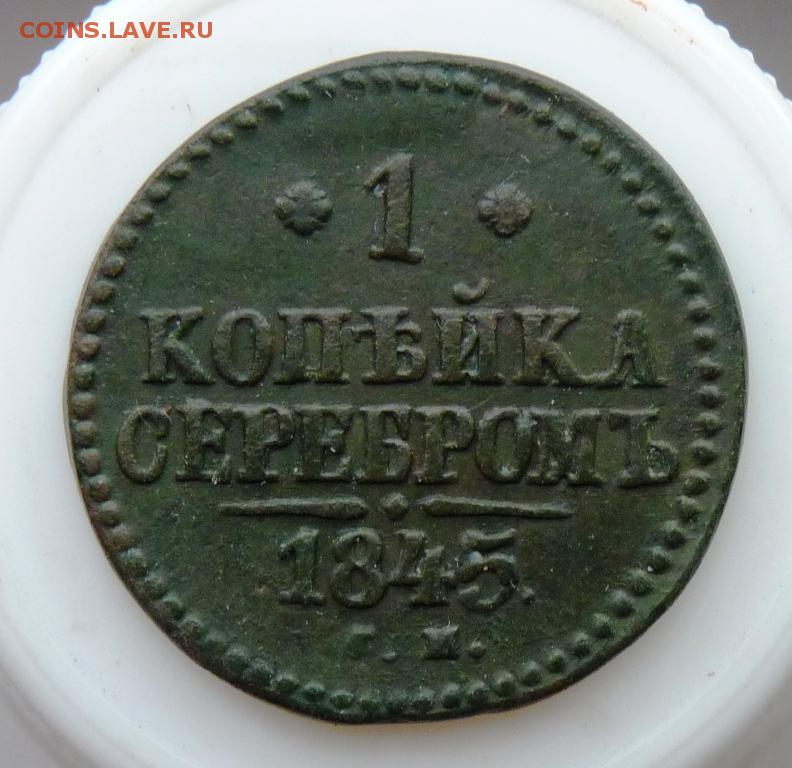 COINS.LAVE.RU
1
КОПѢЙКА
СЕРЕБРОМЪ
1845.
С. М.